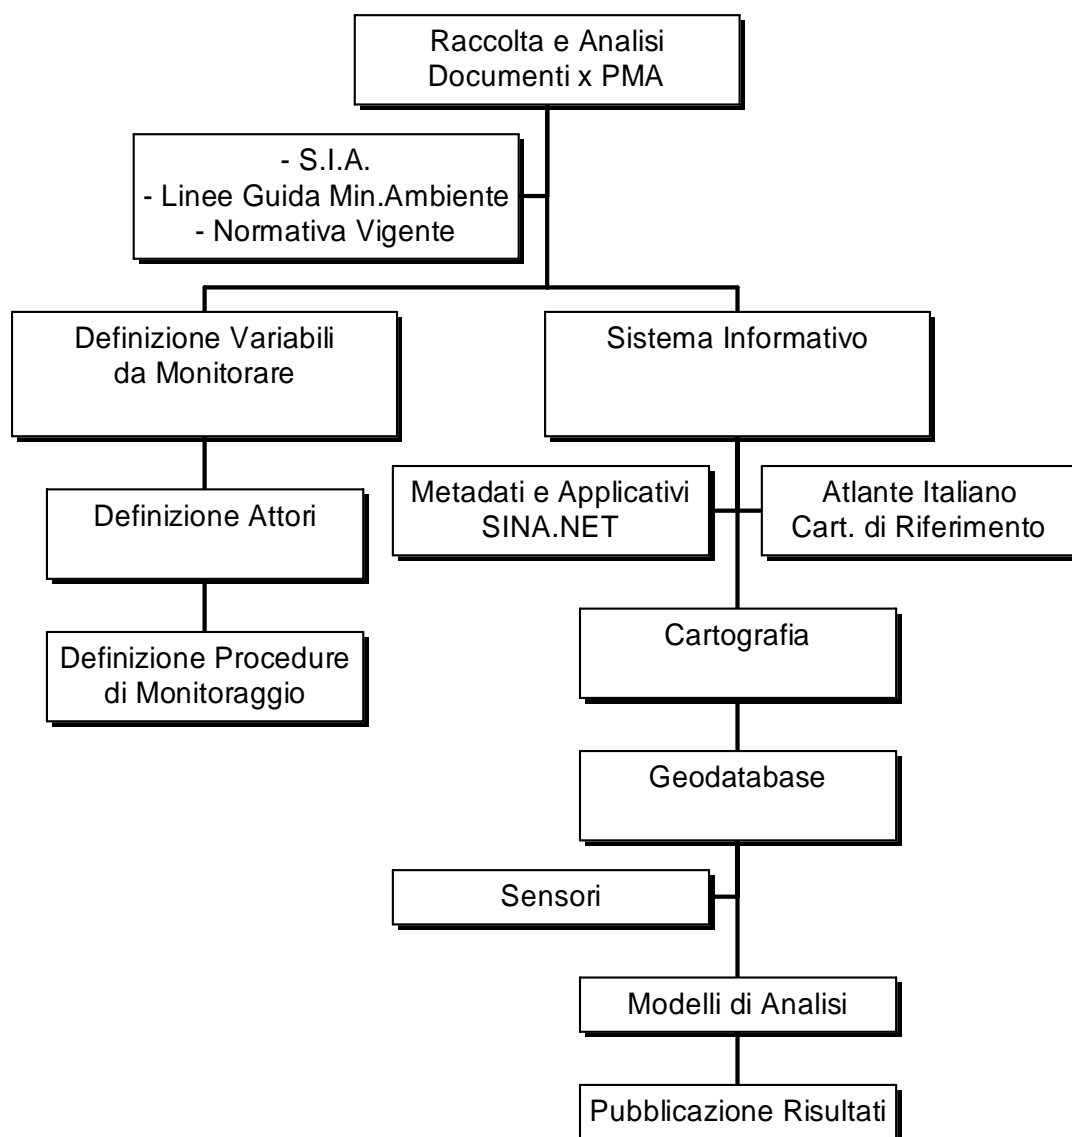 Raccolta e Analisi
Documenti x PMA
- S.I.A.
- Linee Guida Min.Ambiente
- Normativa Vigente
Definizione Variabili
da Monitorare
Sistema Informativo
Metadati e Applicativi
SINA.NET
Atlante Italiano
Cart. di Riferimento
Definizione Attori
Cartografia
Definizione Procedure
di Monitoraggio
Geodatabase
Sensori
Modelli di Analisi
Pubblicazione Risultati